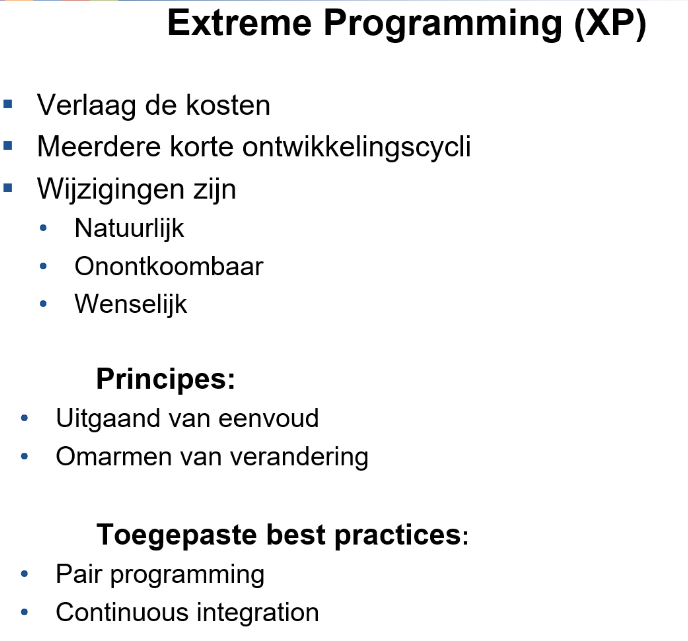 Extreme Programming (XP)
Verlaag de kosten
Meerdere korte ontwikkelingscycli
Wijzigingen zijn
Natuurlijk
Onontkoombaar
Wenselijk
Principes:
Uitgaand van eenvoud
Omarmen van verandering
Toegepaste best practices:
Pair programming
Continuous integration